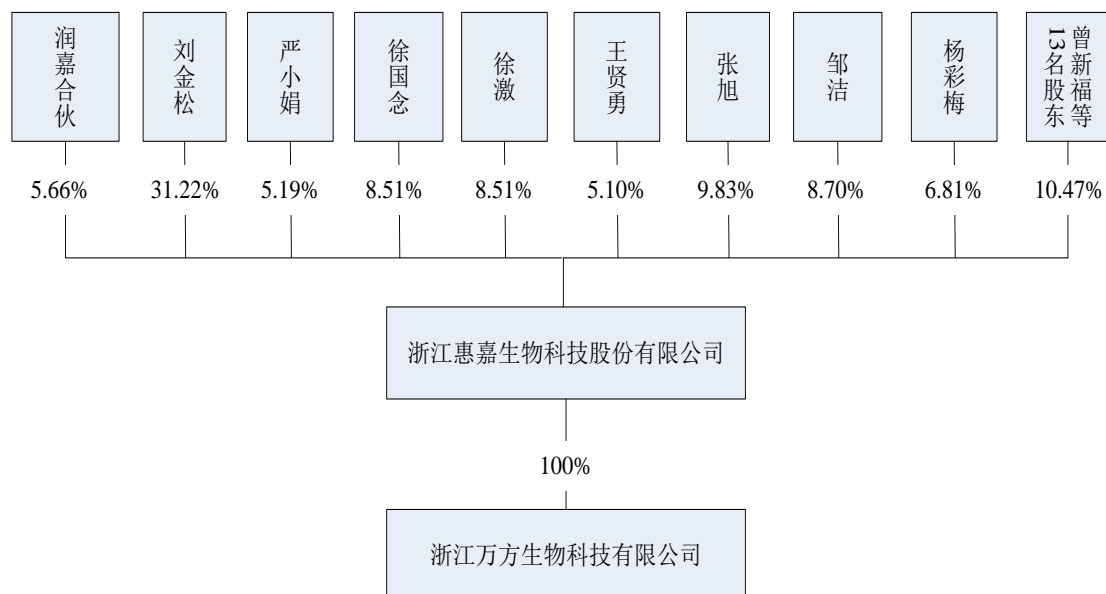 润嘉合伙
刘金松
严小娟
徐国念
徐激
王贤勇
张旭
邹洁
杨彩梅
曾新福等
13名股东
5.66%
31.22%
5.19%
8.51%
8.51%
5.10%
9.83%
8.70%
6.81%
10.47%
浙江惠嘉生物科技股份有限公司
100%
浙江万方生物科技有限公司